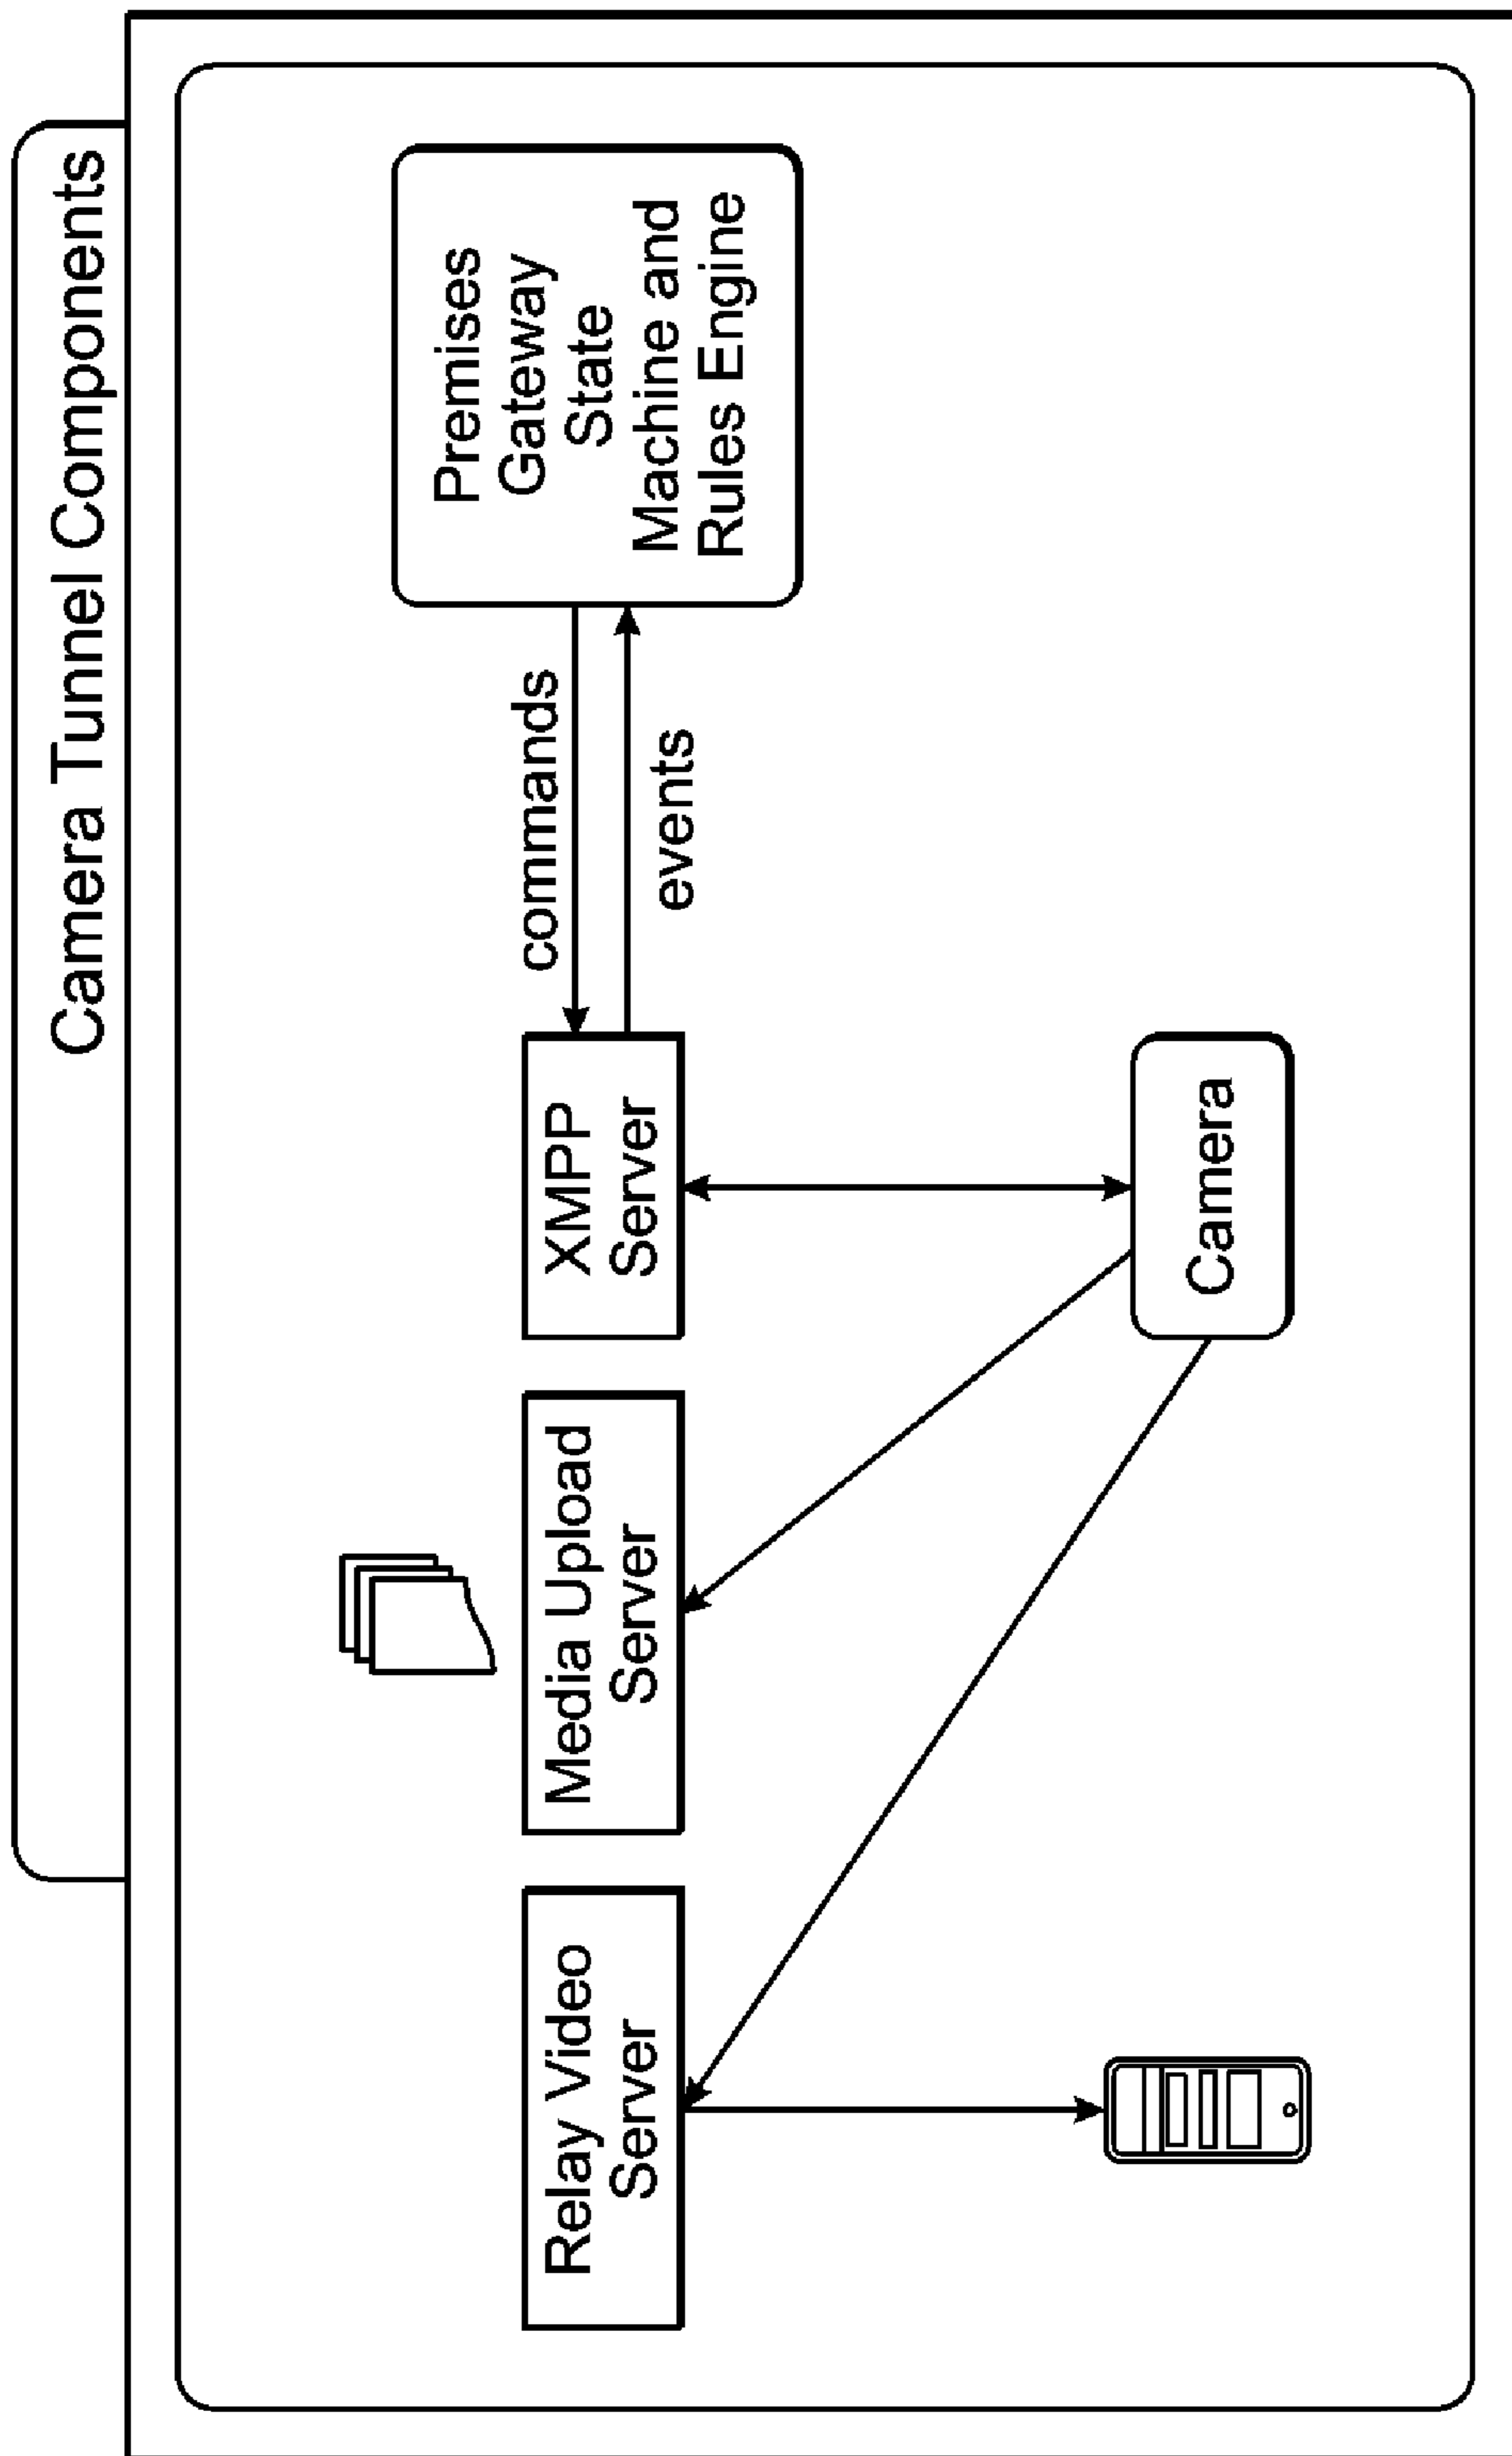 Camera Tunnel Components
Relay Video
Server
Media Upload
Server
XMPP
Server
commands
events
Premises
Gateway
State
Machine and
Rules Engine
Camera